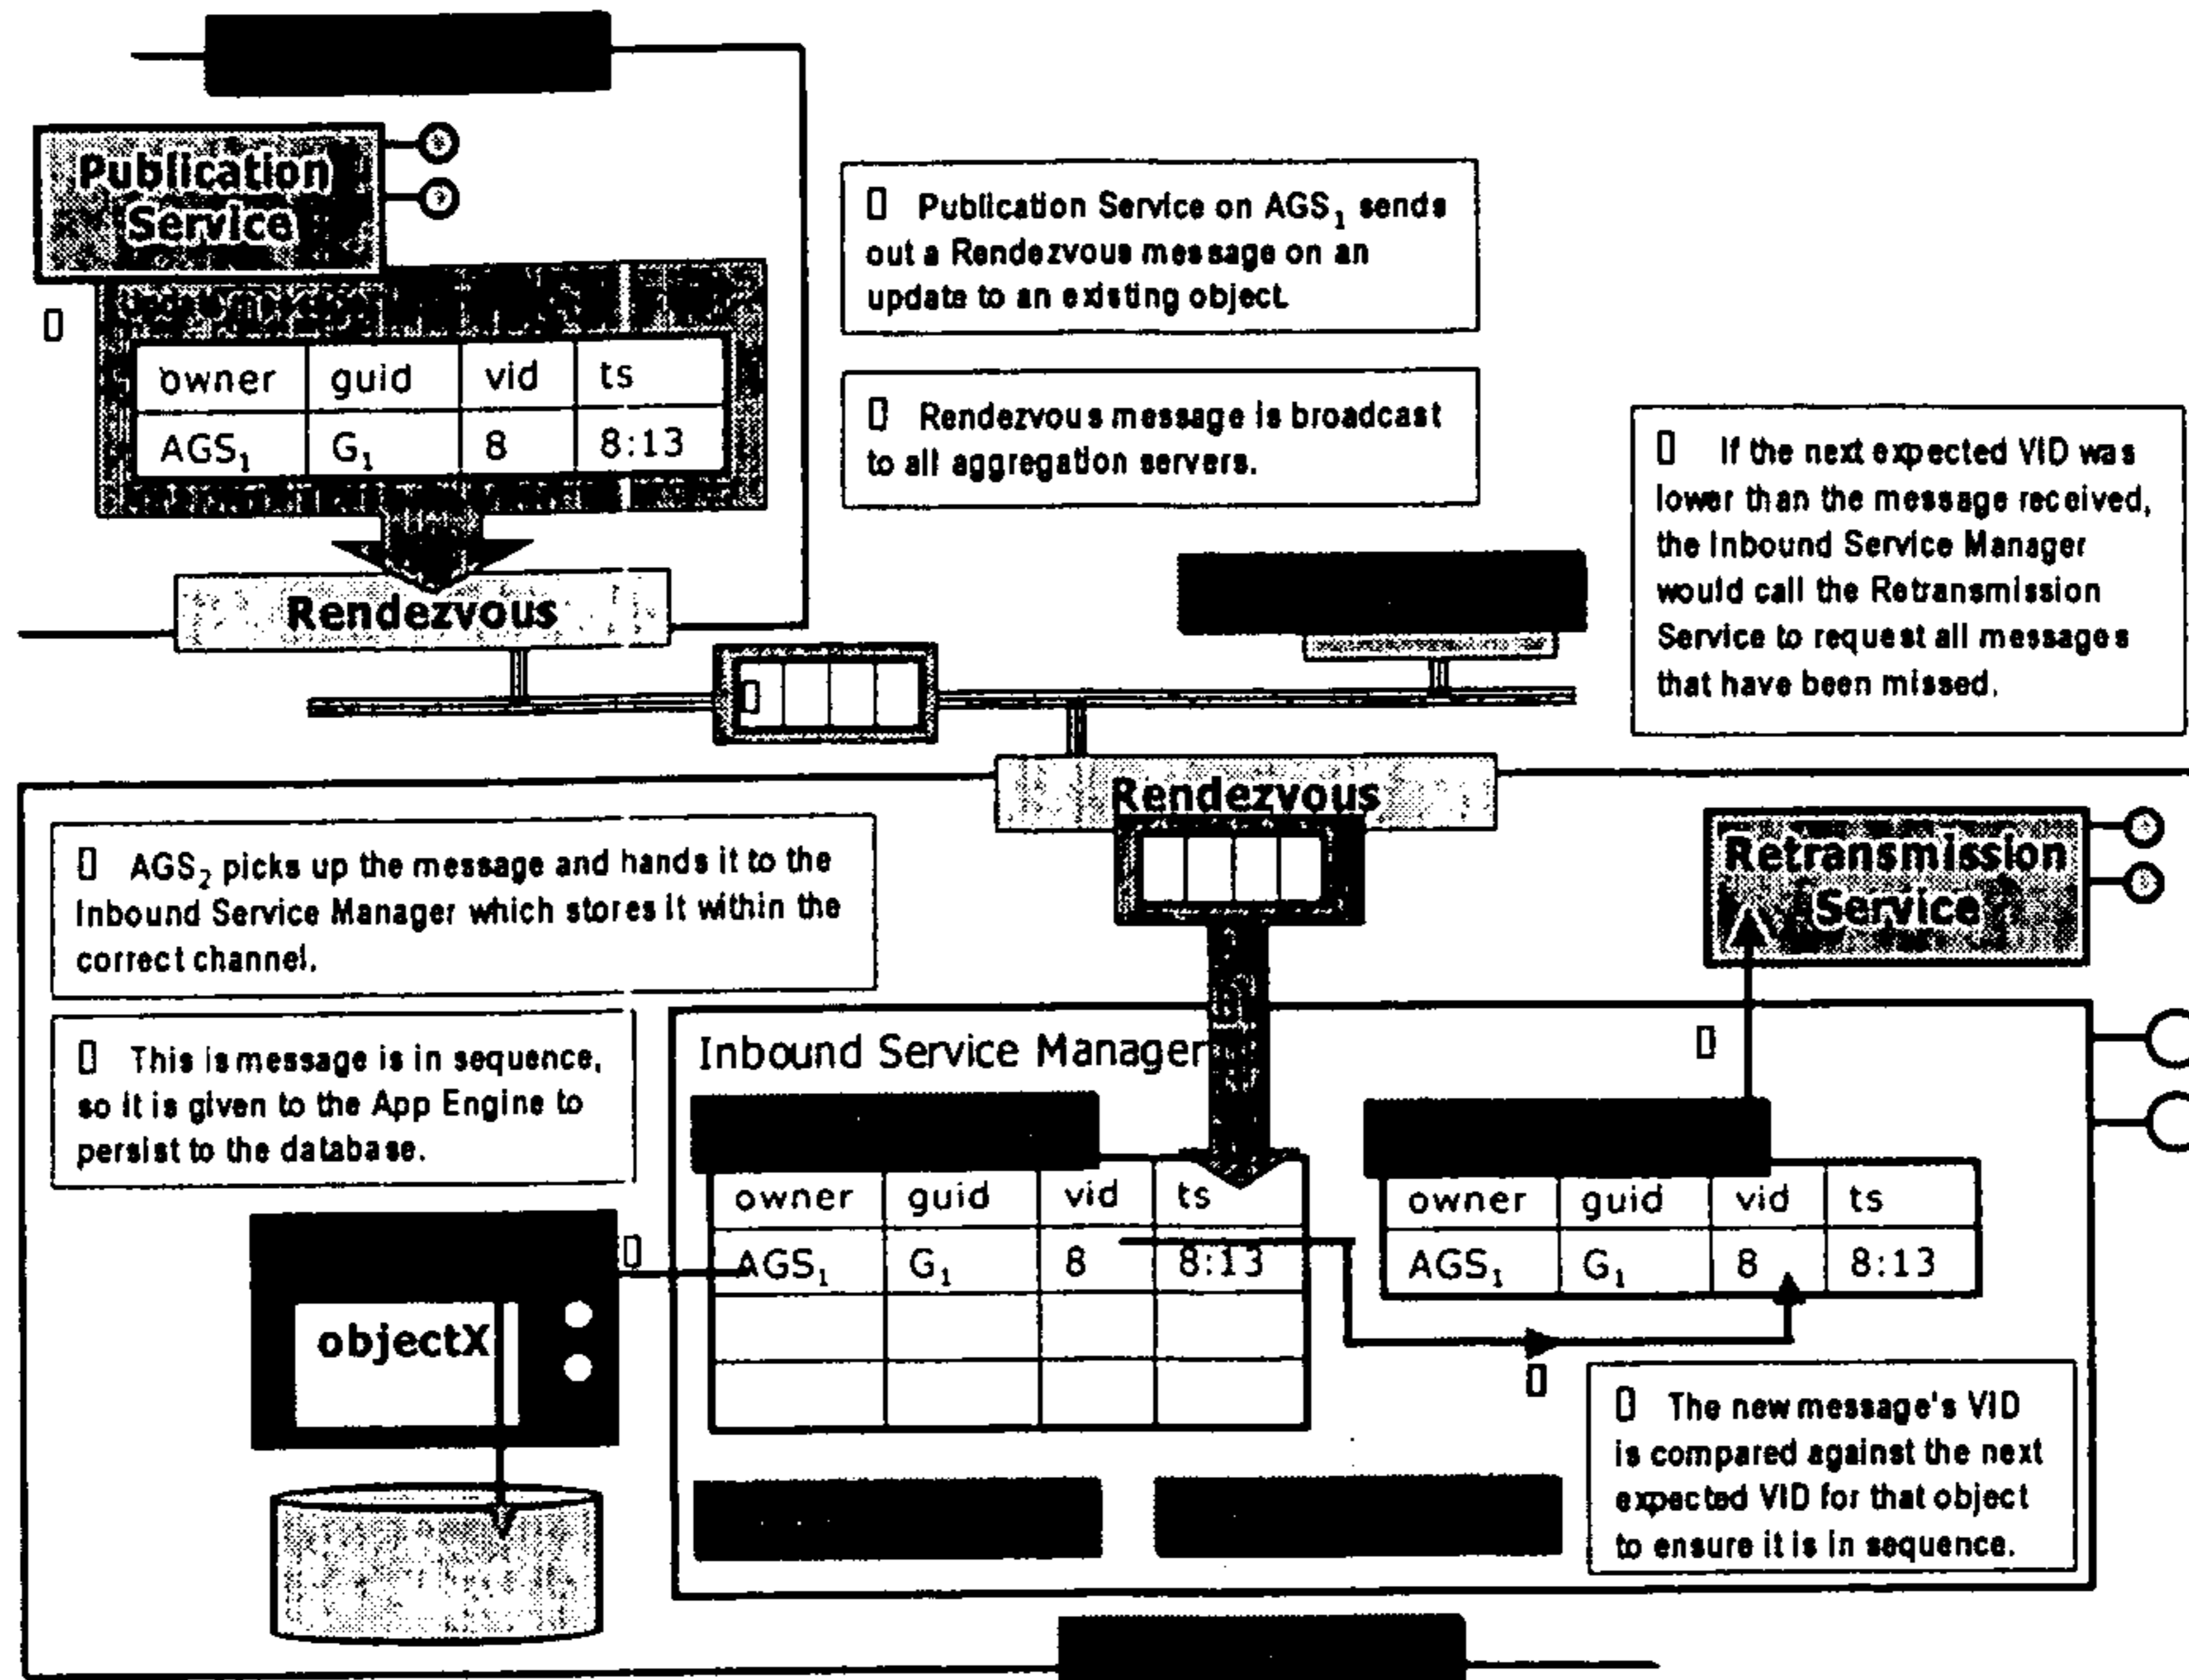 Publication
Service
owner guid vid ts
AGS₁ G₁ 8 8:13
Rendezvous
Publication Service on AGS₁ sends
out a Rendezvous message on an
update to an existing object.
Rendezvous message is broadcast
to all aggregation servers.
If the next expected VID was
lower than the message received,
the Inbound Service Manager
would call the Retransmission
Service to request all messages
that have been missed.
Rendezvous
AGS₂ picks up the message and hands it to the
Inbound Service Manager which stores it within the
correct channel.
Retransmission
Service
This is message is in sequence,
so it is given to the App Engine to
persist to the database.
Inbound Service Manager
owner guid vid ts
AGS₁ G₁ 8 8:13
owner guid vid ts
AGS₁ G₁ 8 8:13
objectX
The new message's VID
is compared against the next
expected VID for that object
to ensure it is in sequence.